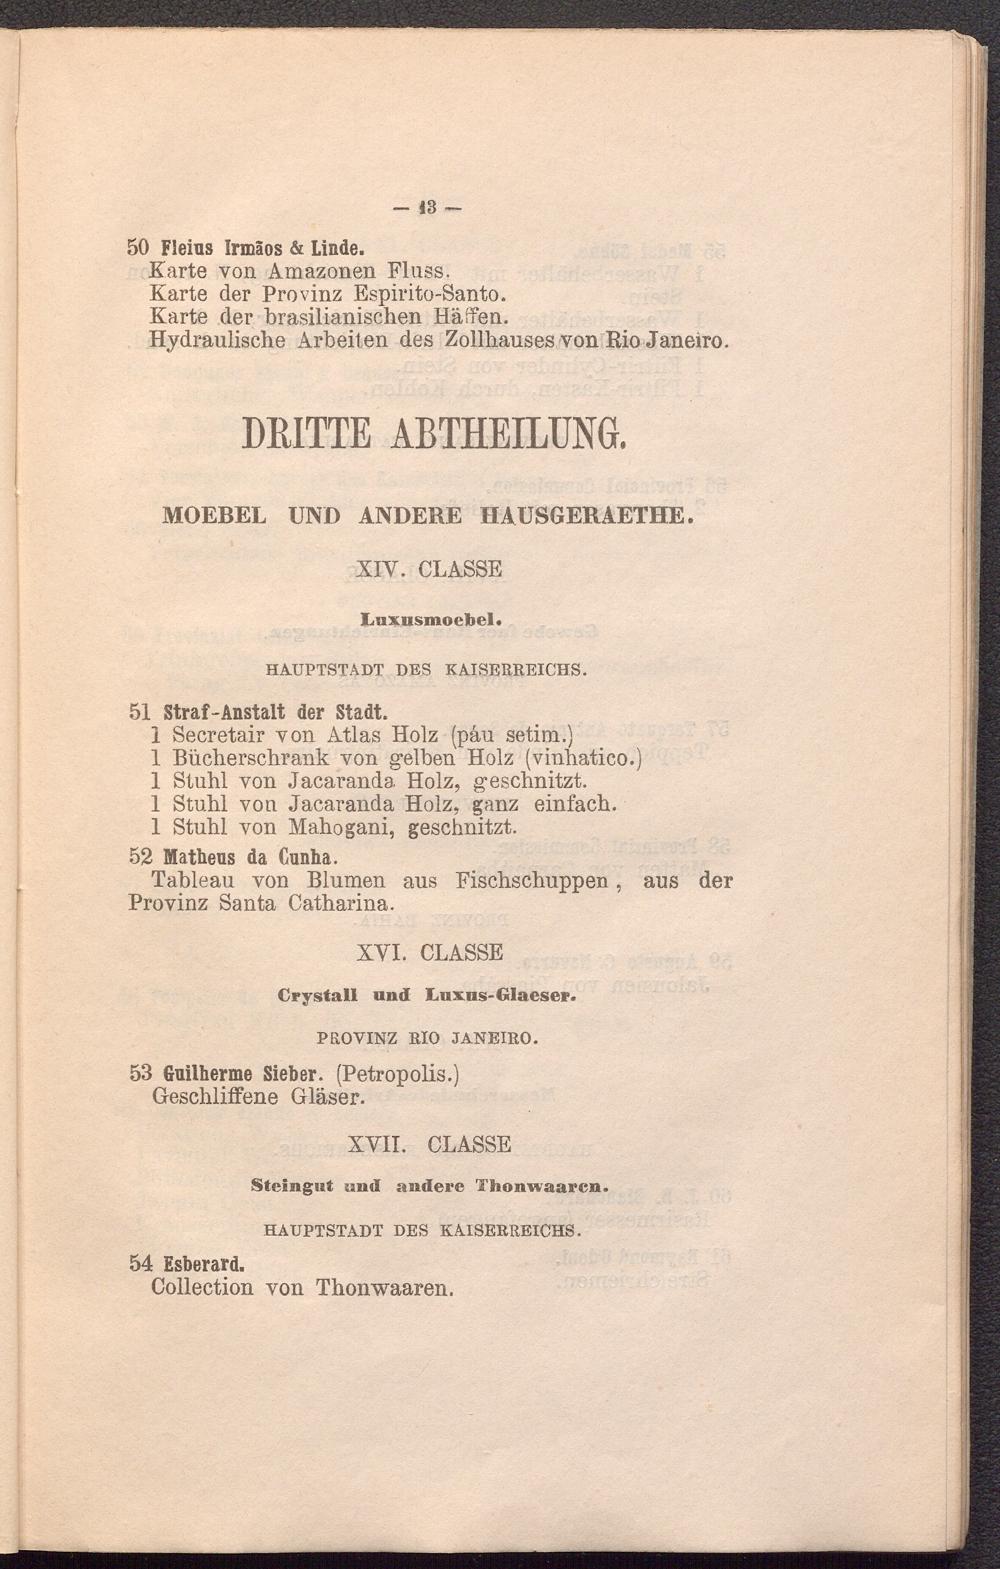 — 13 —
50 Fleius Irmãos & Linde.
Karte von Amazonen Fluss.
Karte der Provinz Espirito-Santo.
Karte der brasilianischen Häffen.
Hydraulische Arbeiten des Zollhauses von Rio Janeiro.
DRITTE ABTHEILUNG.
MOEBEL UND ANDERE HAUSGERAETHE.
XIV. CLASSE
Luxusmoebel.
HAUPTSTADT DES KAISERREICHS.
51 Straf-Anstalt der Stadt.
1 Secretair von Atlas Holz (páu setim.)
1 Bücherschrank von gelben Holz (vinhatico.)
1 Stuhl von Jacaranda Holz, geschnitzt.
1 Stuhl von Jacaranda Holz, ganz einfach.
1 Stuhl von Mahogani, geschnitzt.
52 Matheus da Cunha.
Tableau von Blumen aus Fischschuppen, aus der
Provinz Santa Catharina.
XVI. CLASSE
Crystall und Luxus-Glaeser.
PROVINZ RIO JANEIRO.
53 Guilherme Sieber. (Petropolis.)
Geschliffene Gläser.
XVII. CLASSE
Steingut und andere Thonwaaren.
HAUPTSTADT DES KAISERREICHS.
54 Esberard.
Collection von Thonwaaren.